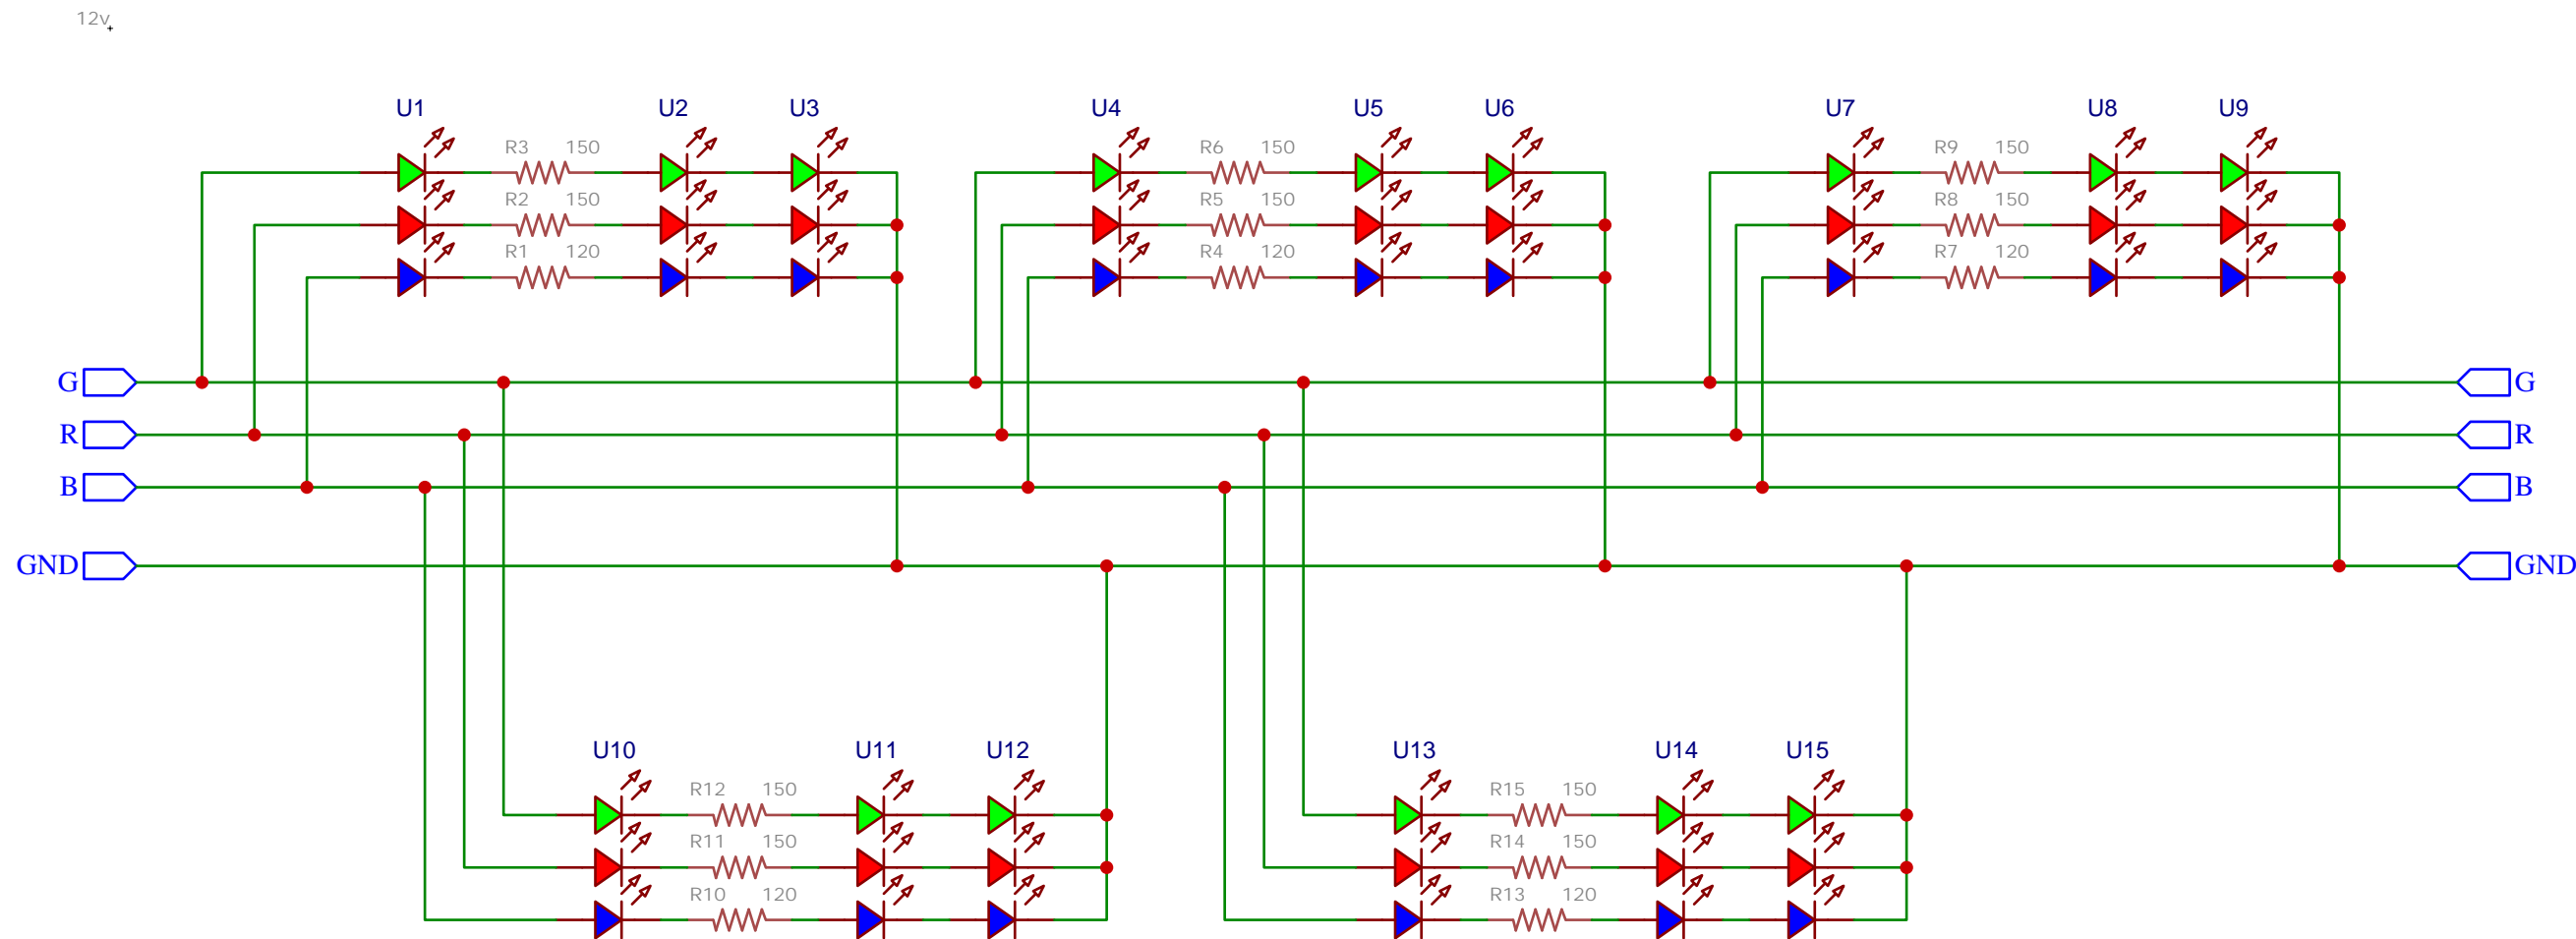 12v
U1 U2 U3 U4 U5 U6 U7 U8 U9
R3 150 R6 150 R9 150
R2 150 R5 150 R8 150
R1 120 R4 120 R7 120
G G
R R
B B
GND GND
U10 U11 U12 U13 U14 U15
R12 150 R15 150
R11 150 R14 150
R10 120 R13 120